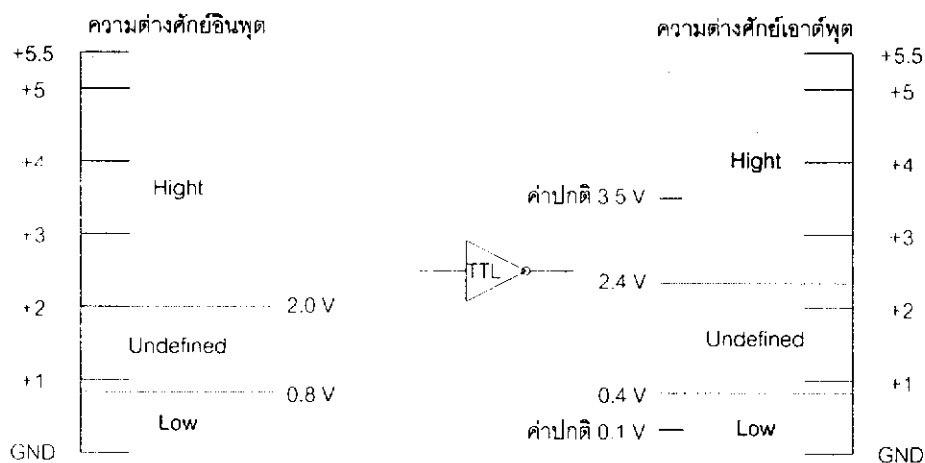 ความต่างศักย์อินพุต
+5.5
+5
+4
Hight
+3
+2
2.0 V
Undefined
+1
0.8 V
Low
GND
TTL
ความต่างศักย์เอาต์พุต
+5.5
+5
Hight
+4
ค่าปกติ 3.5 V
+3
2.4 V
+2
Undefined
+1
0.4 V
ค่าปกติ 0.1 V
Low
GND